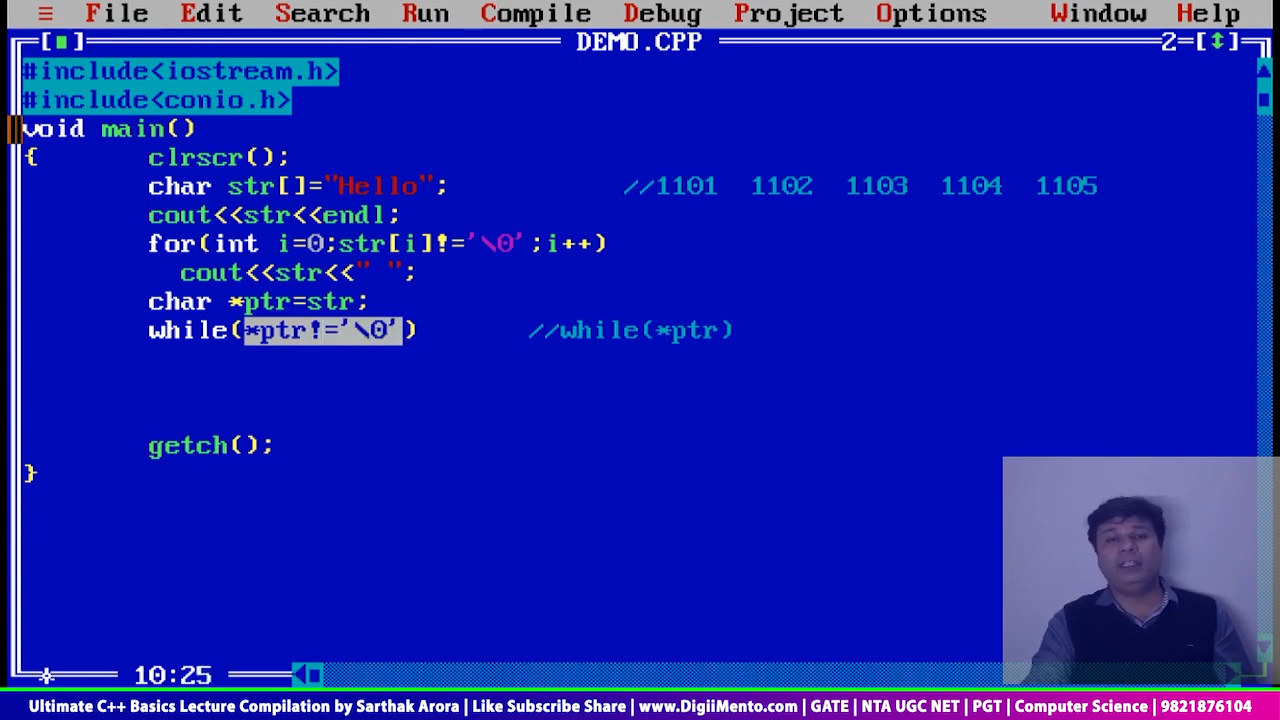 ≡ File Edit Search Run Compile Debug Project Options Window Help
[■] DEMO.CPP 2=[↕]
#include<iostream.h>
#include<conio.h>
void main()
{ clrscr();
char str[]="Hello"; //1101 1102 1103 1104 1105
cout<<str<<endl;
for(int i=0;str[i]!='\0';i++)
cout<<str<<" ";
char *ptr=str;
while(*ptr!='\0') //while(*ptr)
getch();
}
10:25
Ultimate C++ Basics Lecture Compilation by Sarthak Arora | Like Subscribe Share | www.DigiiMento.com | GATE | NTA UGC NET | PGT | Computer Science | 9821876104